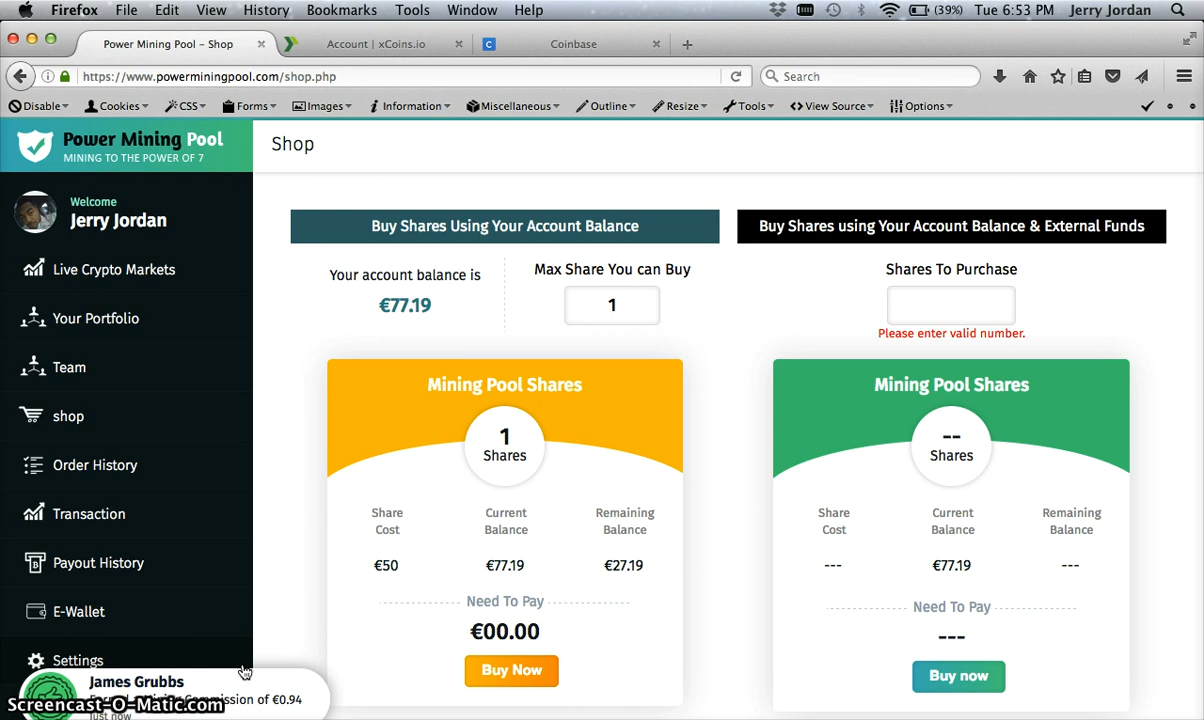 Firefox File Edit View History Bookmarks Tools Window Help (39%) Tue 6:53 PM Jerry Jordan
Power Mining Pool – Shop × Account | xCoins.io × C Coinbase × +
https://www.powerminingpool.com/shop.php Search
Disable Cookies CSS Forms Images Information Miscellaneous Outline Resize Tools View Source Options
Power Mining Pool
MINING TO THE POWER OF 7
Shop
Welcome
Jerry Jordan
Live Crypto Markets
Your Portfolio
Team
shop
Order History
Transaction
Payout History
E-Wallet
Settings
Buy Shares Using Your Account Balance
Your account balance is
€77.19
Max Share You can Buy
1
Mining Pool Shares
1
Shares
Share Cost
Current Balance
Remaining Balance
€50 €77.19 €27.19
Need To Pay
€00.00
Buy Now
Buy Shares using Your Account Balance & External Funds
Shares To Purchase
Please enter valid number.
Mining Pool Shares
--
Shares
Share Cost
Current Balance
Remaining Balance
--- €77.19 ---
Need To Pay
---
Buy now
James Grubbs
Commission of €0.94
Just now
Screencast-O-Matic.com